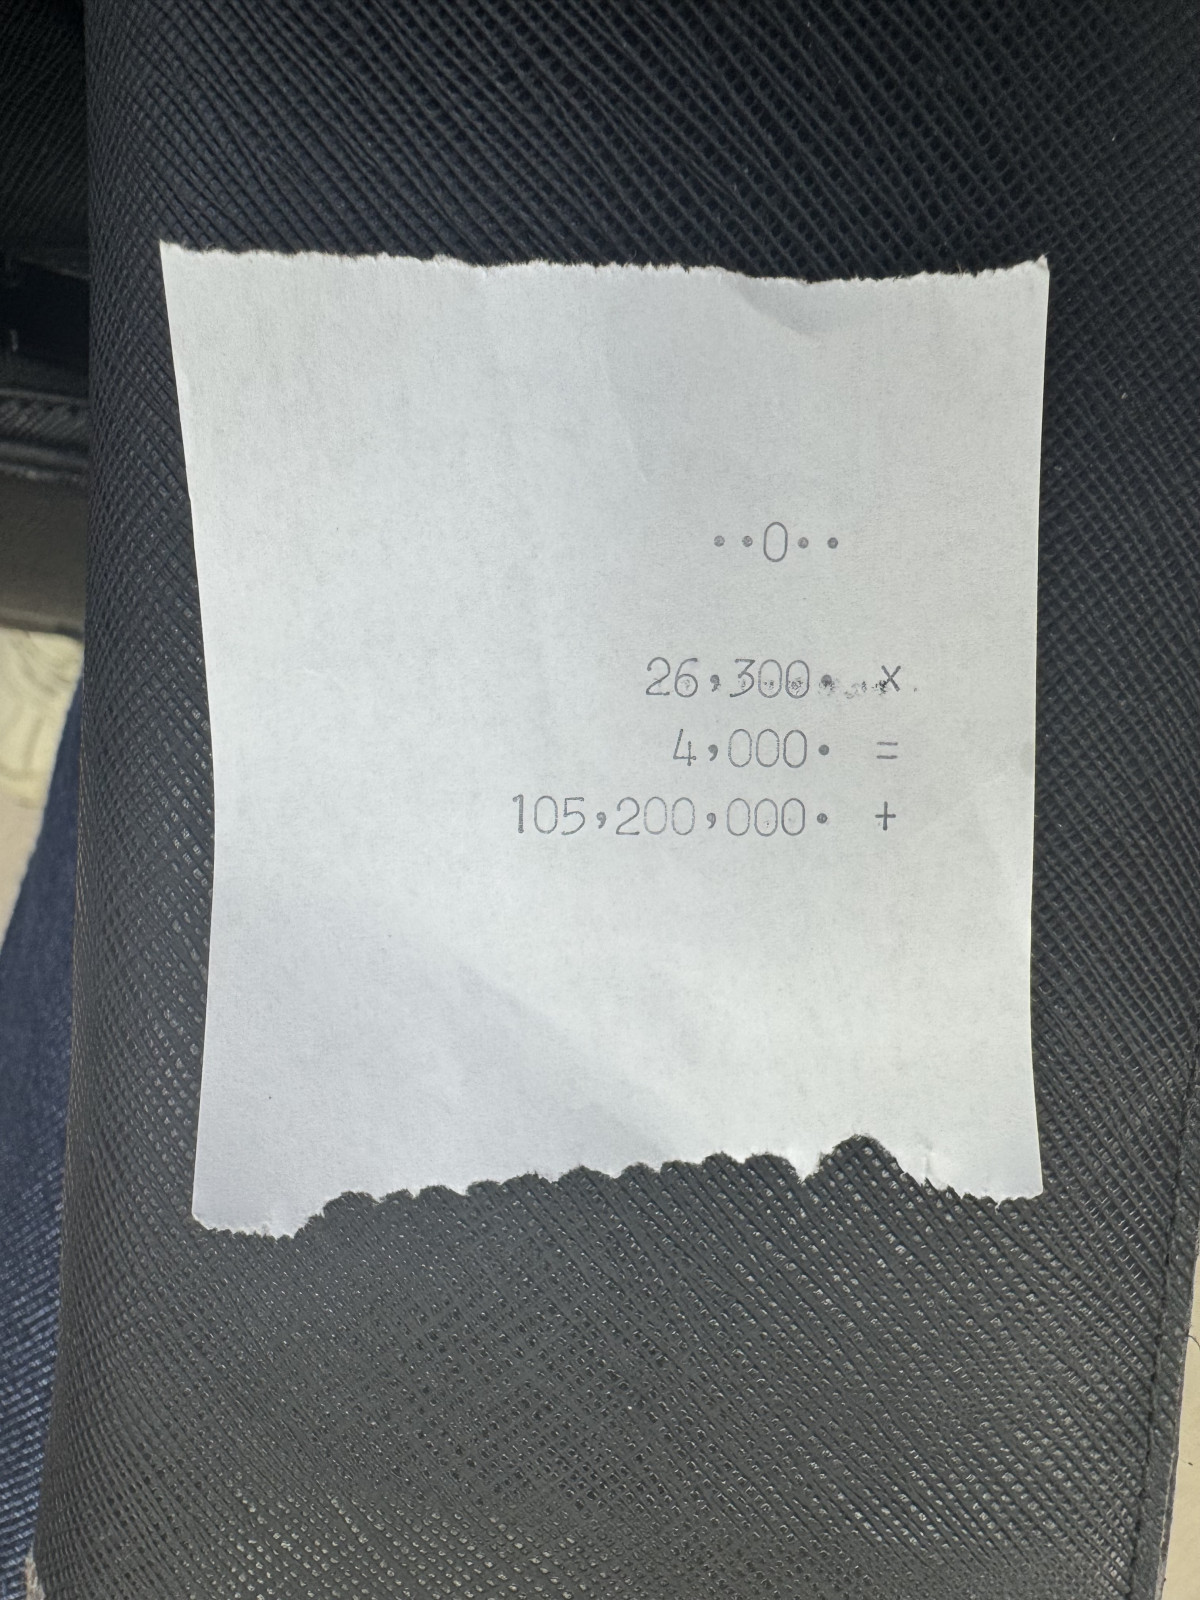 ··0··
26,300. x
4,000. =
105,200,000. +